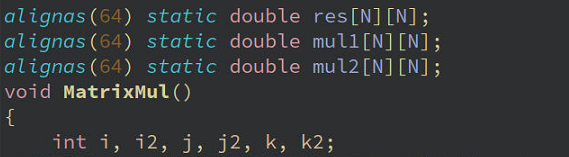 alignas(64) static double res[N][N];
alignas(64) static double mul1[N][N];
alignas(64) static double mul2[N][N];
void MatrixMul()
{
    int i, i2, j, j2, k, k2;